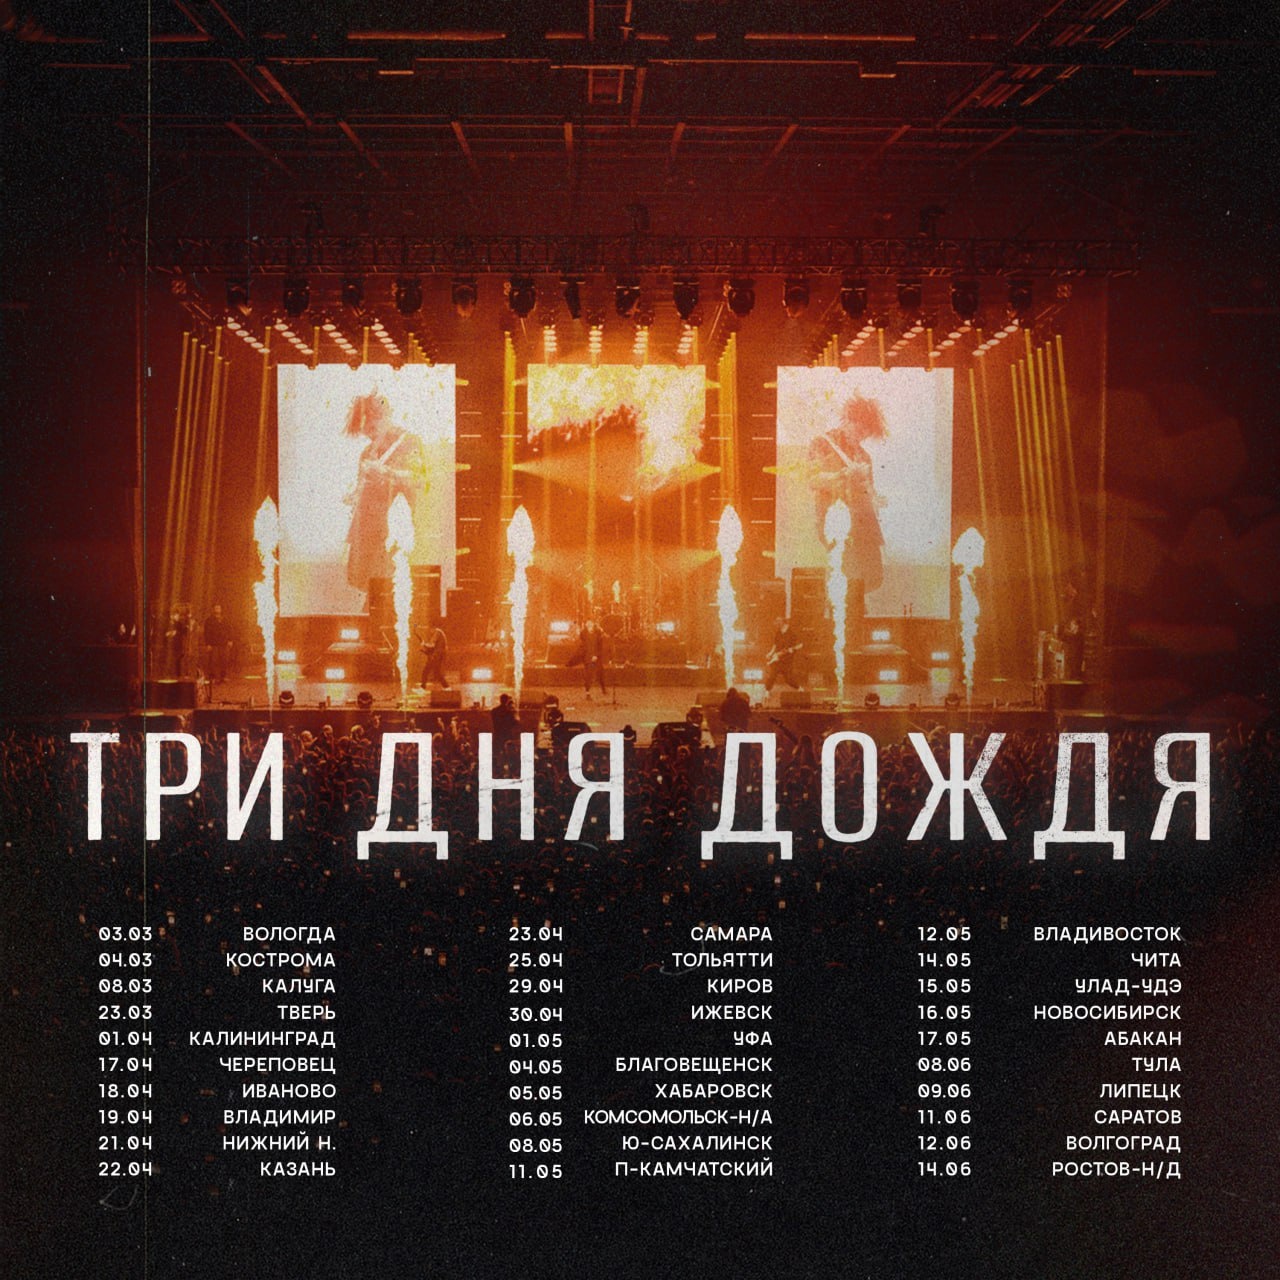 ТРИ ДНЯ ДОЖДЯ
03.03 ВОЛОГДА
04.03 КОСТРОМА
08.03 КАЛУГА
23.03 ТВЕРЬ
01.04 КАЛИНИНГРАД
17.04 ЧЕРЕПОВЕЦ
18.04 ИВАНОВО
19.04 ВЛАДИМИР
21.04 НИЖНИЙ Н.
22.04 КАЗАНЬ
23.04 САМАРА
25.04 ТОЛЬЯТТИ
29.04 КИРОВ
30.04 ИЖЕВСК
01.05 УФА
04.05 БЛАГОВЕЩЕНСК
05.05 ХАБАРОВСК
06.05 КОМСОМОЛЬСК-Н/А
08.05 Ю-САХАЛИНСК
11.05 П-КАМЧАТСКИЙ
12.05 ВЛАДИВОСТОК
14.05 ЧИТА
15.05 УЛАД-УДЭ
16.05 НОВОСИБИРСК
17.05 АБАКАН
08.06 ТУЛА
09.06 ЛИПЕЦК
11.06 САРАТОВ
12.06 ВОЛГОГРАД
14.06 РОСТОВ-Н/Д